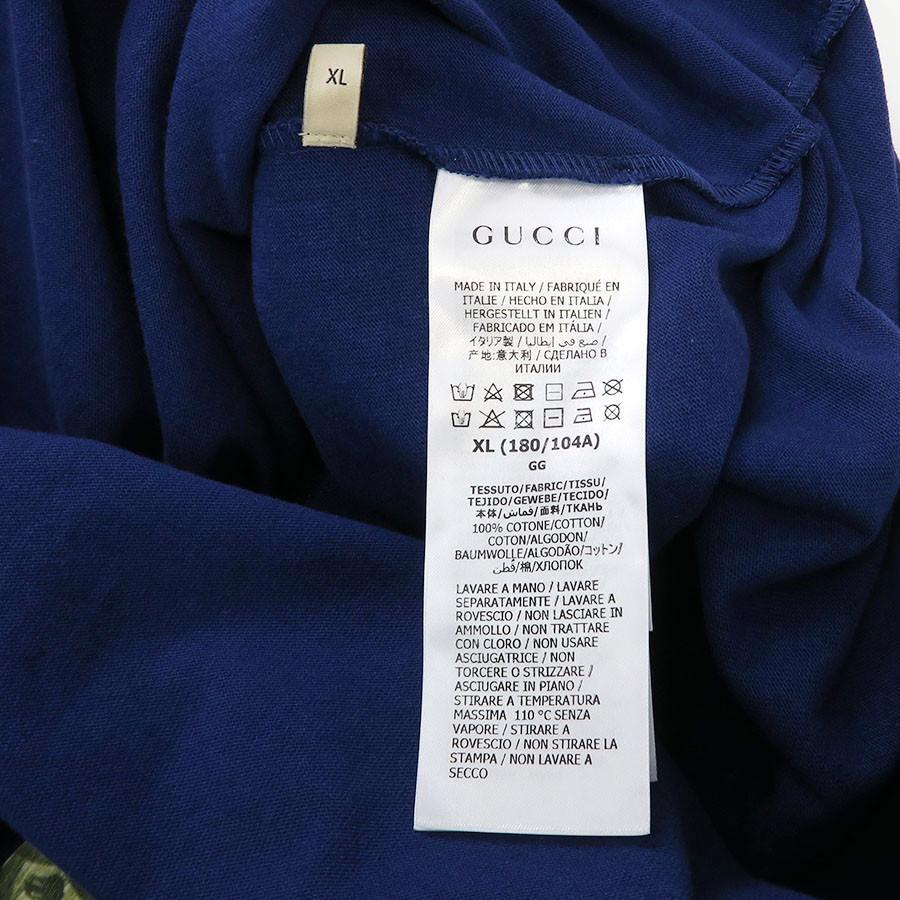 XL
GUCCI
MADE IN ITALY / FABRIQUÉ EN
ITALIE / HECHO EN ITALIA /
HERGESTELLT IN ITALIEN /
FABRICADO EM ITÁLIA /
イタリア製 / صنع في إيطاليا /
产地:意大利 / СДЕЛАНО В
ИТАЛИИ
XL (180/104A)
GG
TESSUTO/FABRIC/TISSU/
TEJIDO/GEWEBE/TECIDO/
本体/قماش/面料/ТКАНЬ
100% COTONE/COTTON/
COTON/ALGODON/
BAUMWOLLE/ALGODÃO/コットン/
قطن/棉/ХЛОПОК
LAVARE A MANO / LAVARE
SEPARATAMENTE / LAVARE A
ROVESCIO / NON LASCIARE IN
AMMOLLO / NON TRATTARE
CON CLORO / NON USARE
ASCIUGATRICE / NON
TORCERE O STRIZZARE /
ASCIUGARE IN PIANO /
STIRARE A TEMPERATURA
MASSIMA 110 °C SENZA
VAPORE / STIRARE A
ROVESCIO / NON STIRARE LA
STAMPA / NON LAVARE A
SECCO